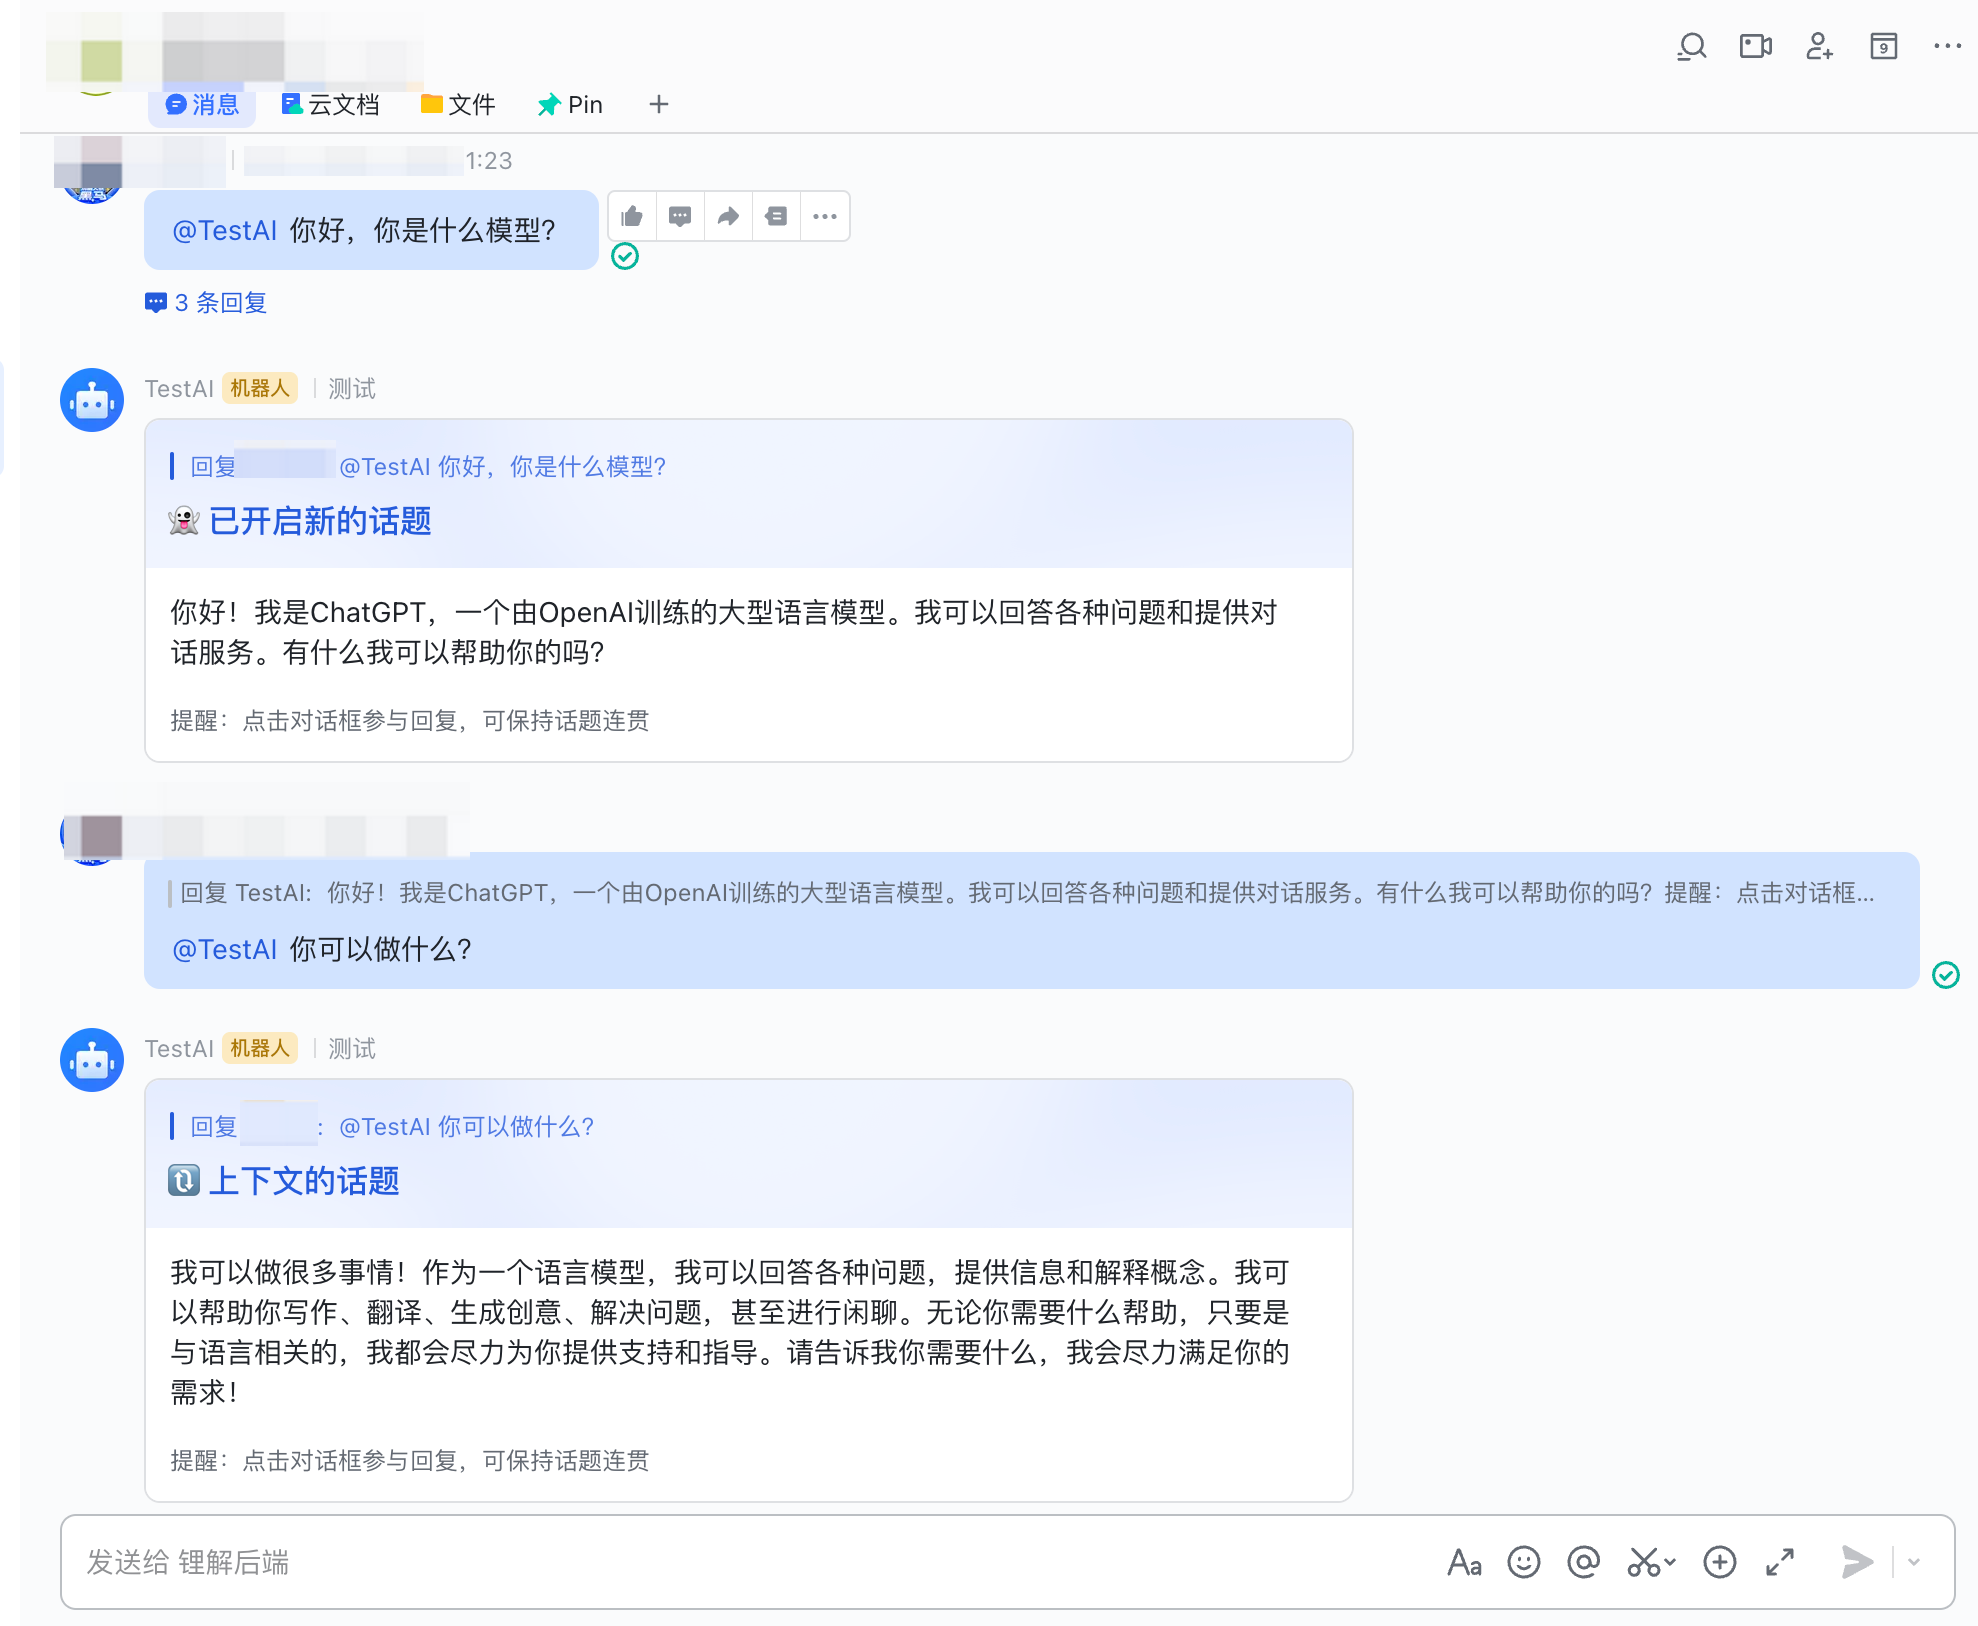 消息 云文档 文件 Pin
9
1:23
@TestAI 你好，你是什么模型?
3 条回复
TestAI 机器人 测试
回复 @TestAI 你好，你是什么模型?
已开启新的话题
你好！我是ChatGPT，一个由OpenAI训练的大型语言模型。我可以回答各种问题和提供对
话服务。有什么我可以帮助你的吗?
提醒：点击对话框参与回复，可保持话题连贯
回复 TestAI: 你好！我是ChatGPT，一个由OpenAI训练的大型语言模型。我可以回答各种问题和提供对话服务。有什么我可以帮助你的吗? 提醒：点击对话框...
@TestAI 你可以做什么?
TestAI 机器人 测试
回复 : @TestAI 你可以做什么?
上下文的话题
我可以做很多事情！作为一个语言模型，我可以回答各种问题，提供信息和解释概念。我可
以帮助你写作、翻译、生成创意、解决问题，甚至进行闲聊。无论你需要什么帮助，只要是
与语言相关的，我都会尽力为你提供支持和指导。请告诉我你需要什么，我会尽力满足你的
需求！
提醒：点击对话框参与回复，可保持话题连贯
发送给 锂解后端
Aa